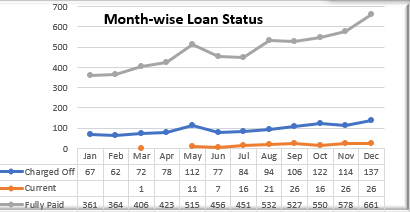 Month-wise Loan Status
700
600
500
400
300
200
100
0
Jan Feb Mar Apr May Jun Jul Aug Sep Oct Nov Dec
Charged Off 67 62 72 78 112 77 84 94 106 122 114 137
Current 1 11 7 16 21 26 16 26 26
Fully Paid 361 364 406 423 515 456 451 532 527 550 578 661